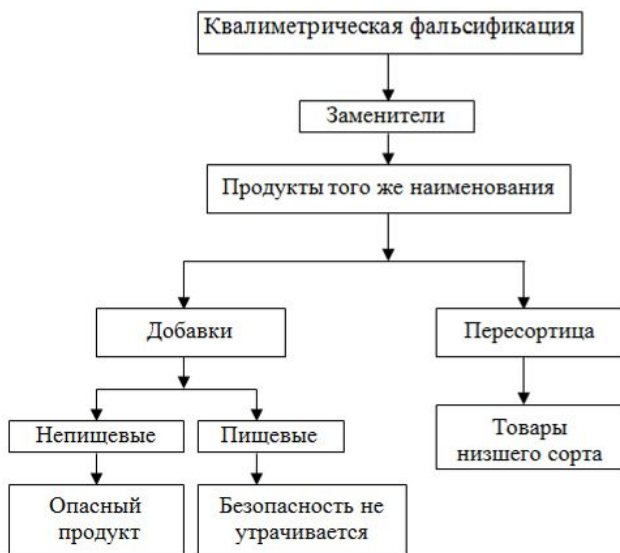 Квалиметрическая фальсификация
Заменители
Продукты того же наименования
Добавки
Пересортица
Непищевые
Пищевые
Товары
низшего сорта
Опасный
продукт
Безопасность не
утрачивается